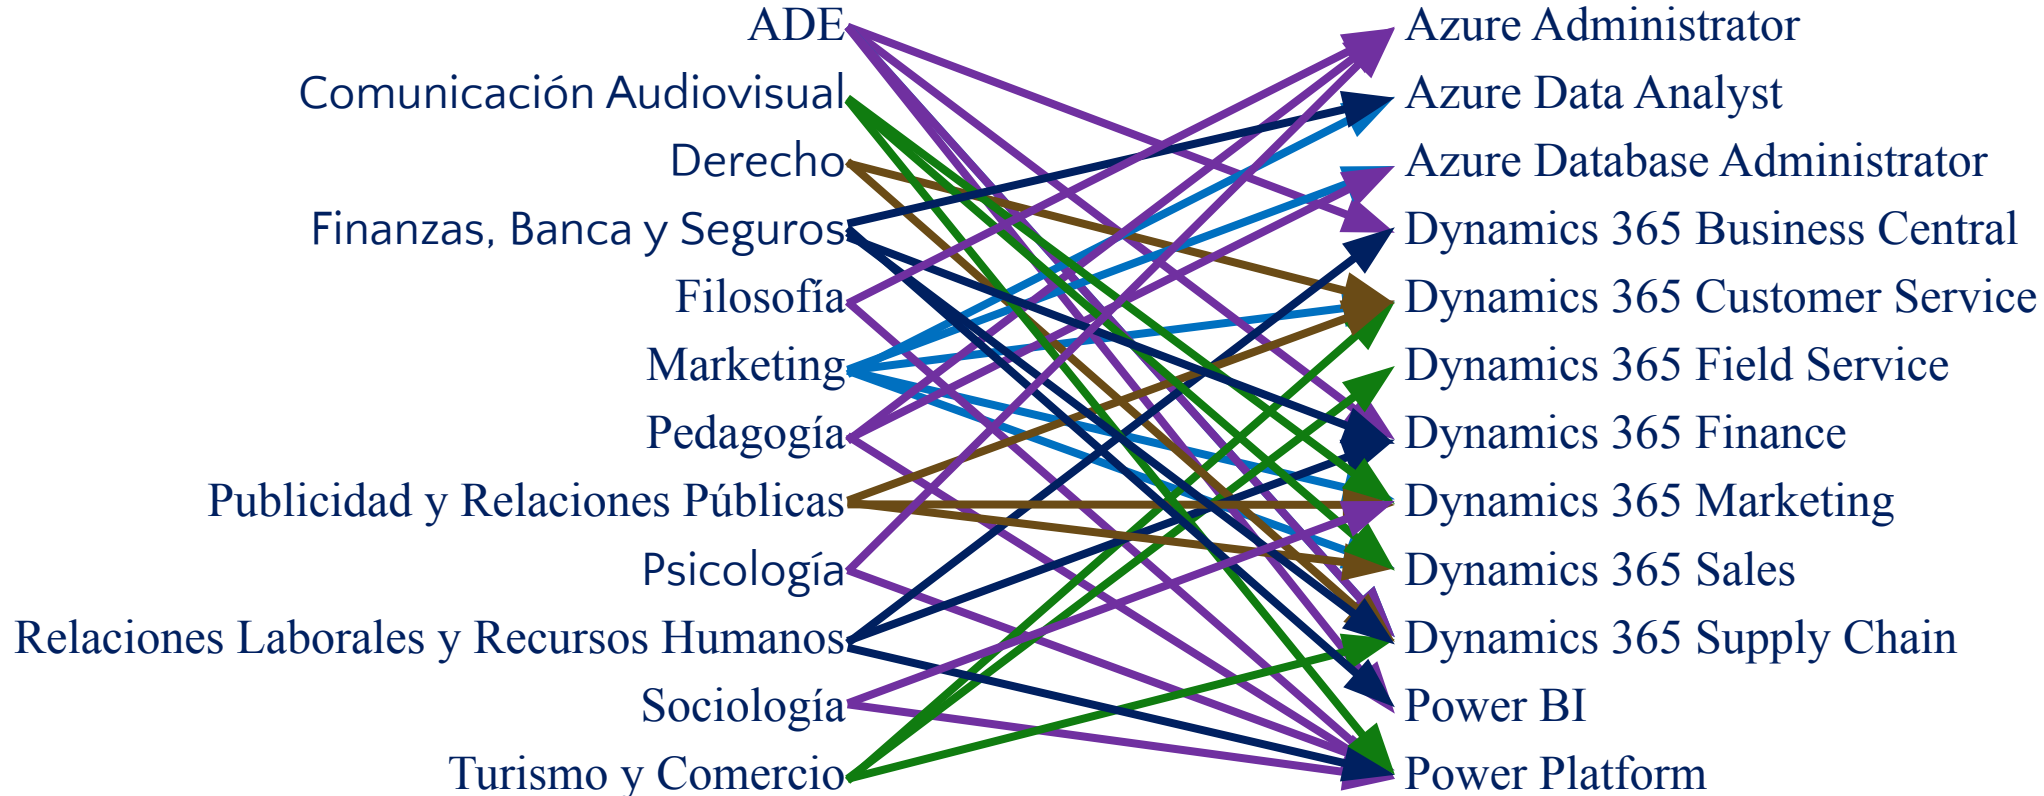 ADE
Comunicación Audiovisual
Derecho
Finanzas, Banca y Seguros
Filosofía
Marketing
Pedagogía
Publicidad y Relaciones Públicas
Psicología
Relaciones Laborales y Recursos Humanos
Sociología
Turismo y Comercio
Azure Administrator
Azure Data Analyst
Azure Database Administrator
Dynamics 365 Business Central
Dynamics 365 Customer Service
Dynamics 365 Field Service
Dynamics 365 Finance
Dynamics 365 Marketing
Dynamics 365 Sales
Dynamics 365 Supply Chain
Power BI
Power Platform